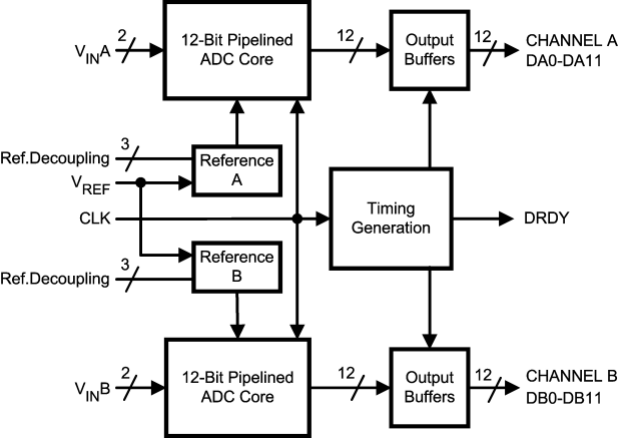 2
12-Bit Pipelined
ADC Core
12
Output
Buffers
12
CHANNEL A
DA0-DA11
VINA
3
Ref.Decoupling
Reference
A
VREF
CLK
Timing
Generation
DRDY
Reference
B
3
Ref.Decoupling
2
VINB
12-Bit Pipelined
ADC Core
12
Output
Buffers
12
CHANNEL B
DB0-DB11